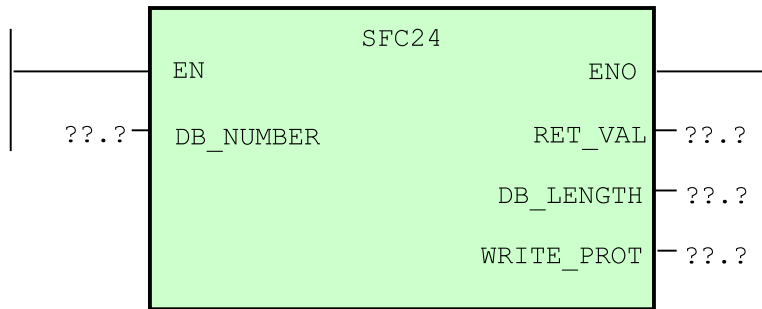 SFC24
EN ENO
??.? DB_NUMBER RET_VAL ??.?
DB_LENGTH ??.?
WRITE_PROT ??.?